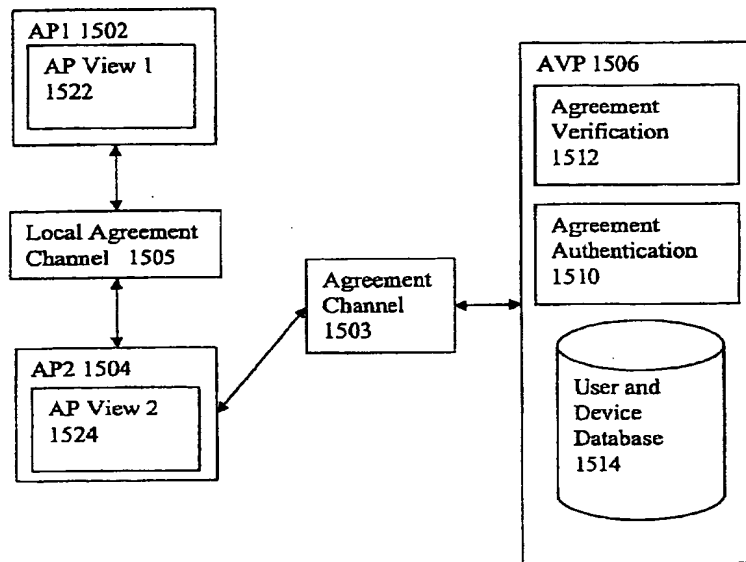 AP1 1502
AP View 1
1522
Local Agreement
Channel 1505
AP2 1504
AP View 2
1524
Agreement
Channel
1503
AVP 1506
Agreement
Verification
1512
Agreement
Authentication
1510
User and
Device
Database
1514